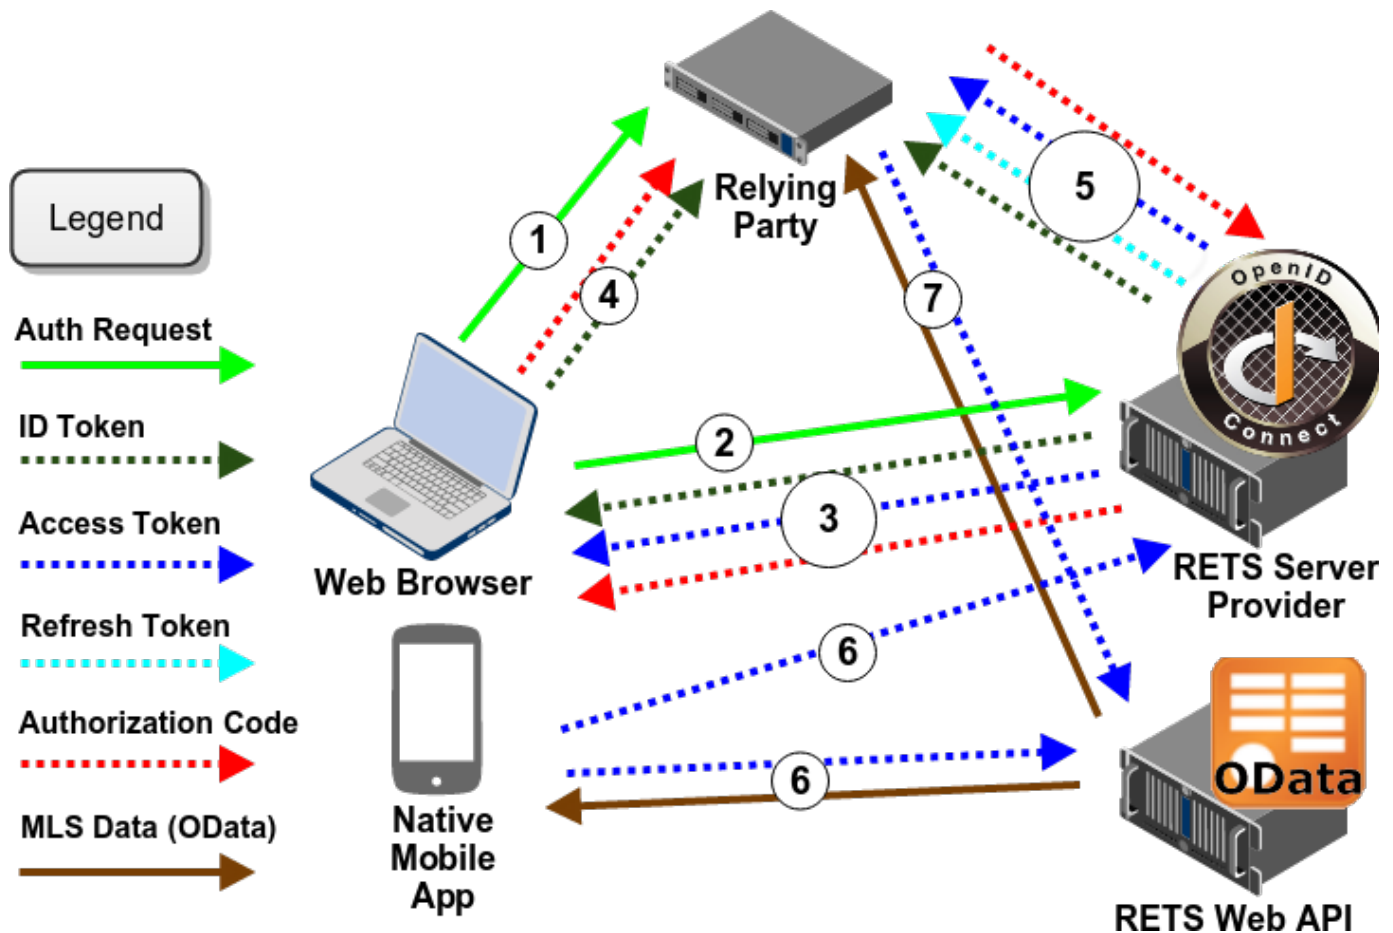 Legend
Auth Request
ID Token
Access Token
Refresh Token
Authorization Code
MLS Data (OData)
Relying
Party
1
4
5
7
2
3
6
6
Web Browser
Native
Mobile
App
OpenID
Connect
RETS Server
Provider
OData
RETS Web API